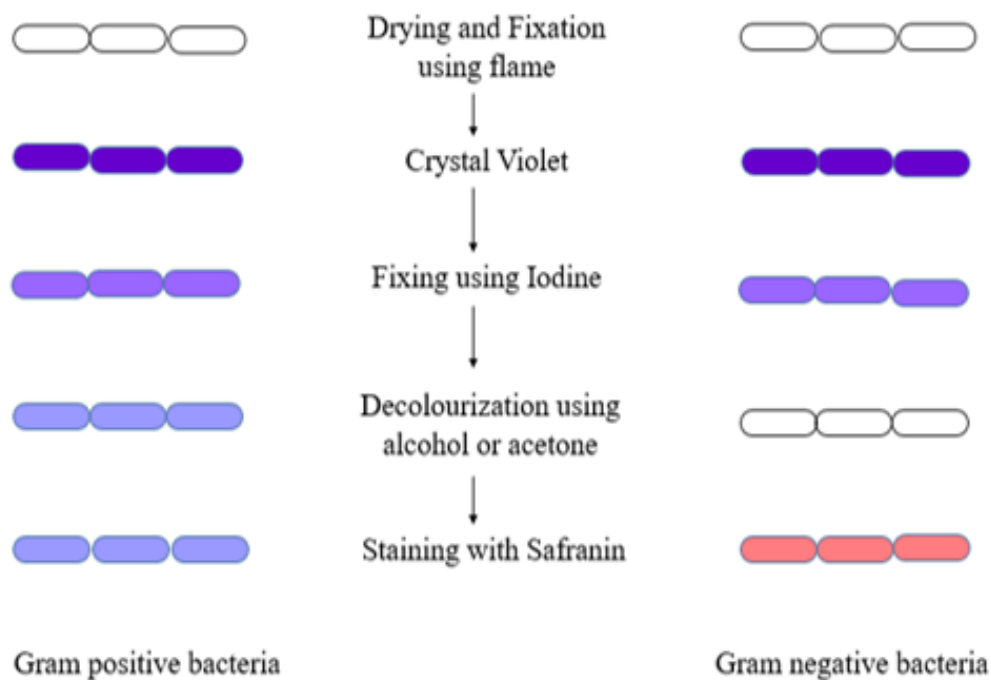 Drying and Fixation
using flame
Crystal Violet
Fixing using Iodine
Decolourization using
alcohol or acetone
Staining with Safranin
Gram positive bacteria
Gram negative bacteria